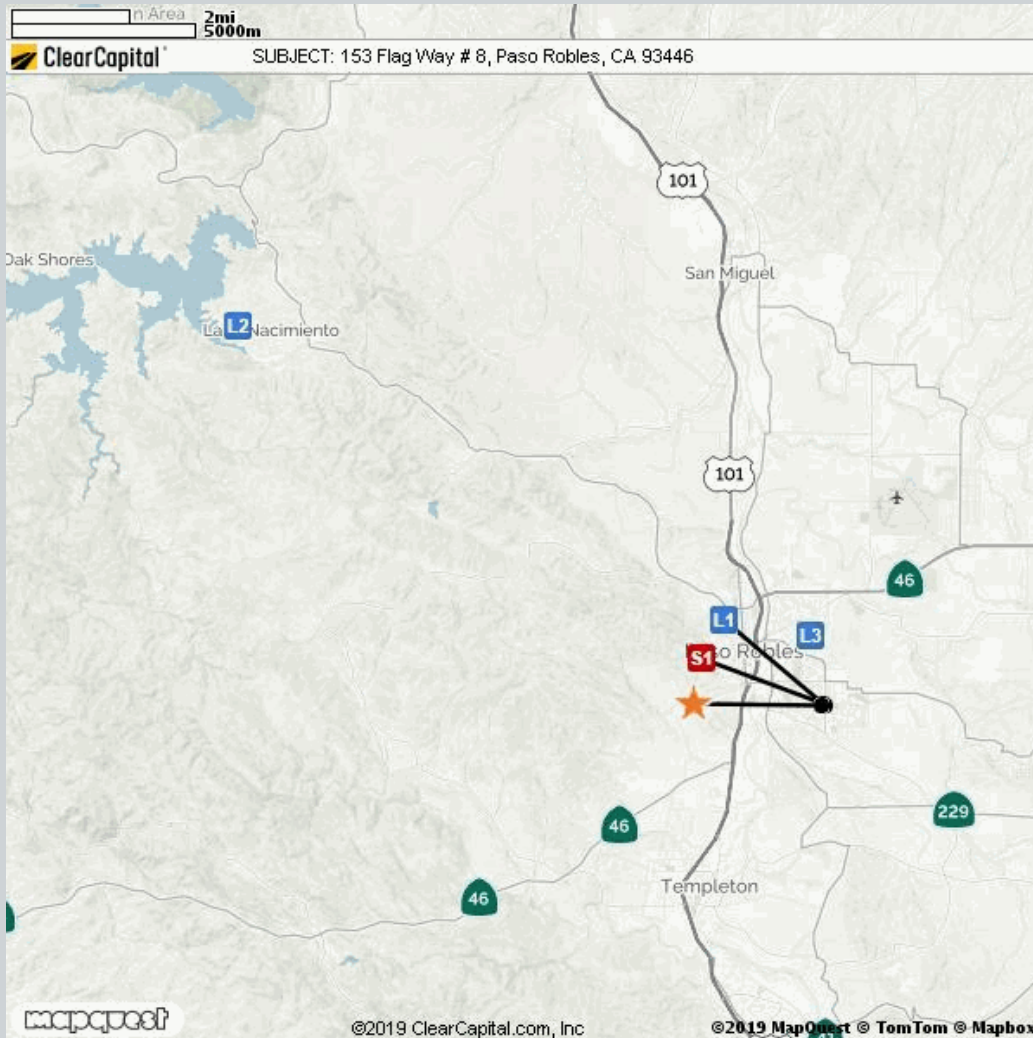 n Area
2mi
5000m
ClearCapital
SUBJECT: 153 Flag Way # 8, Paso Robles, CA 93446
101
Oak Shores
San Miguel
L2
Nacimiento
101
46
L1
L3
S1
Robles
46
229
46
Templeton
mapquest
©2019 ClearCapital.com, Inc
©2019 MapQuest © TomTom © Mapbox